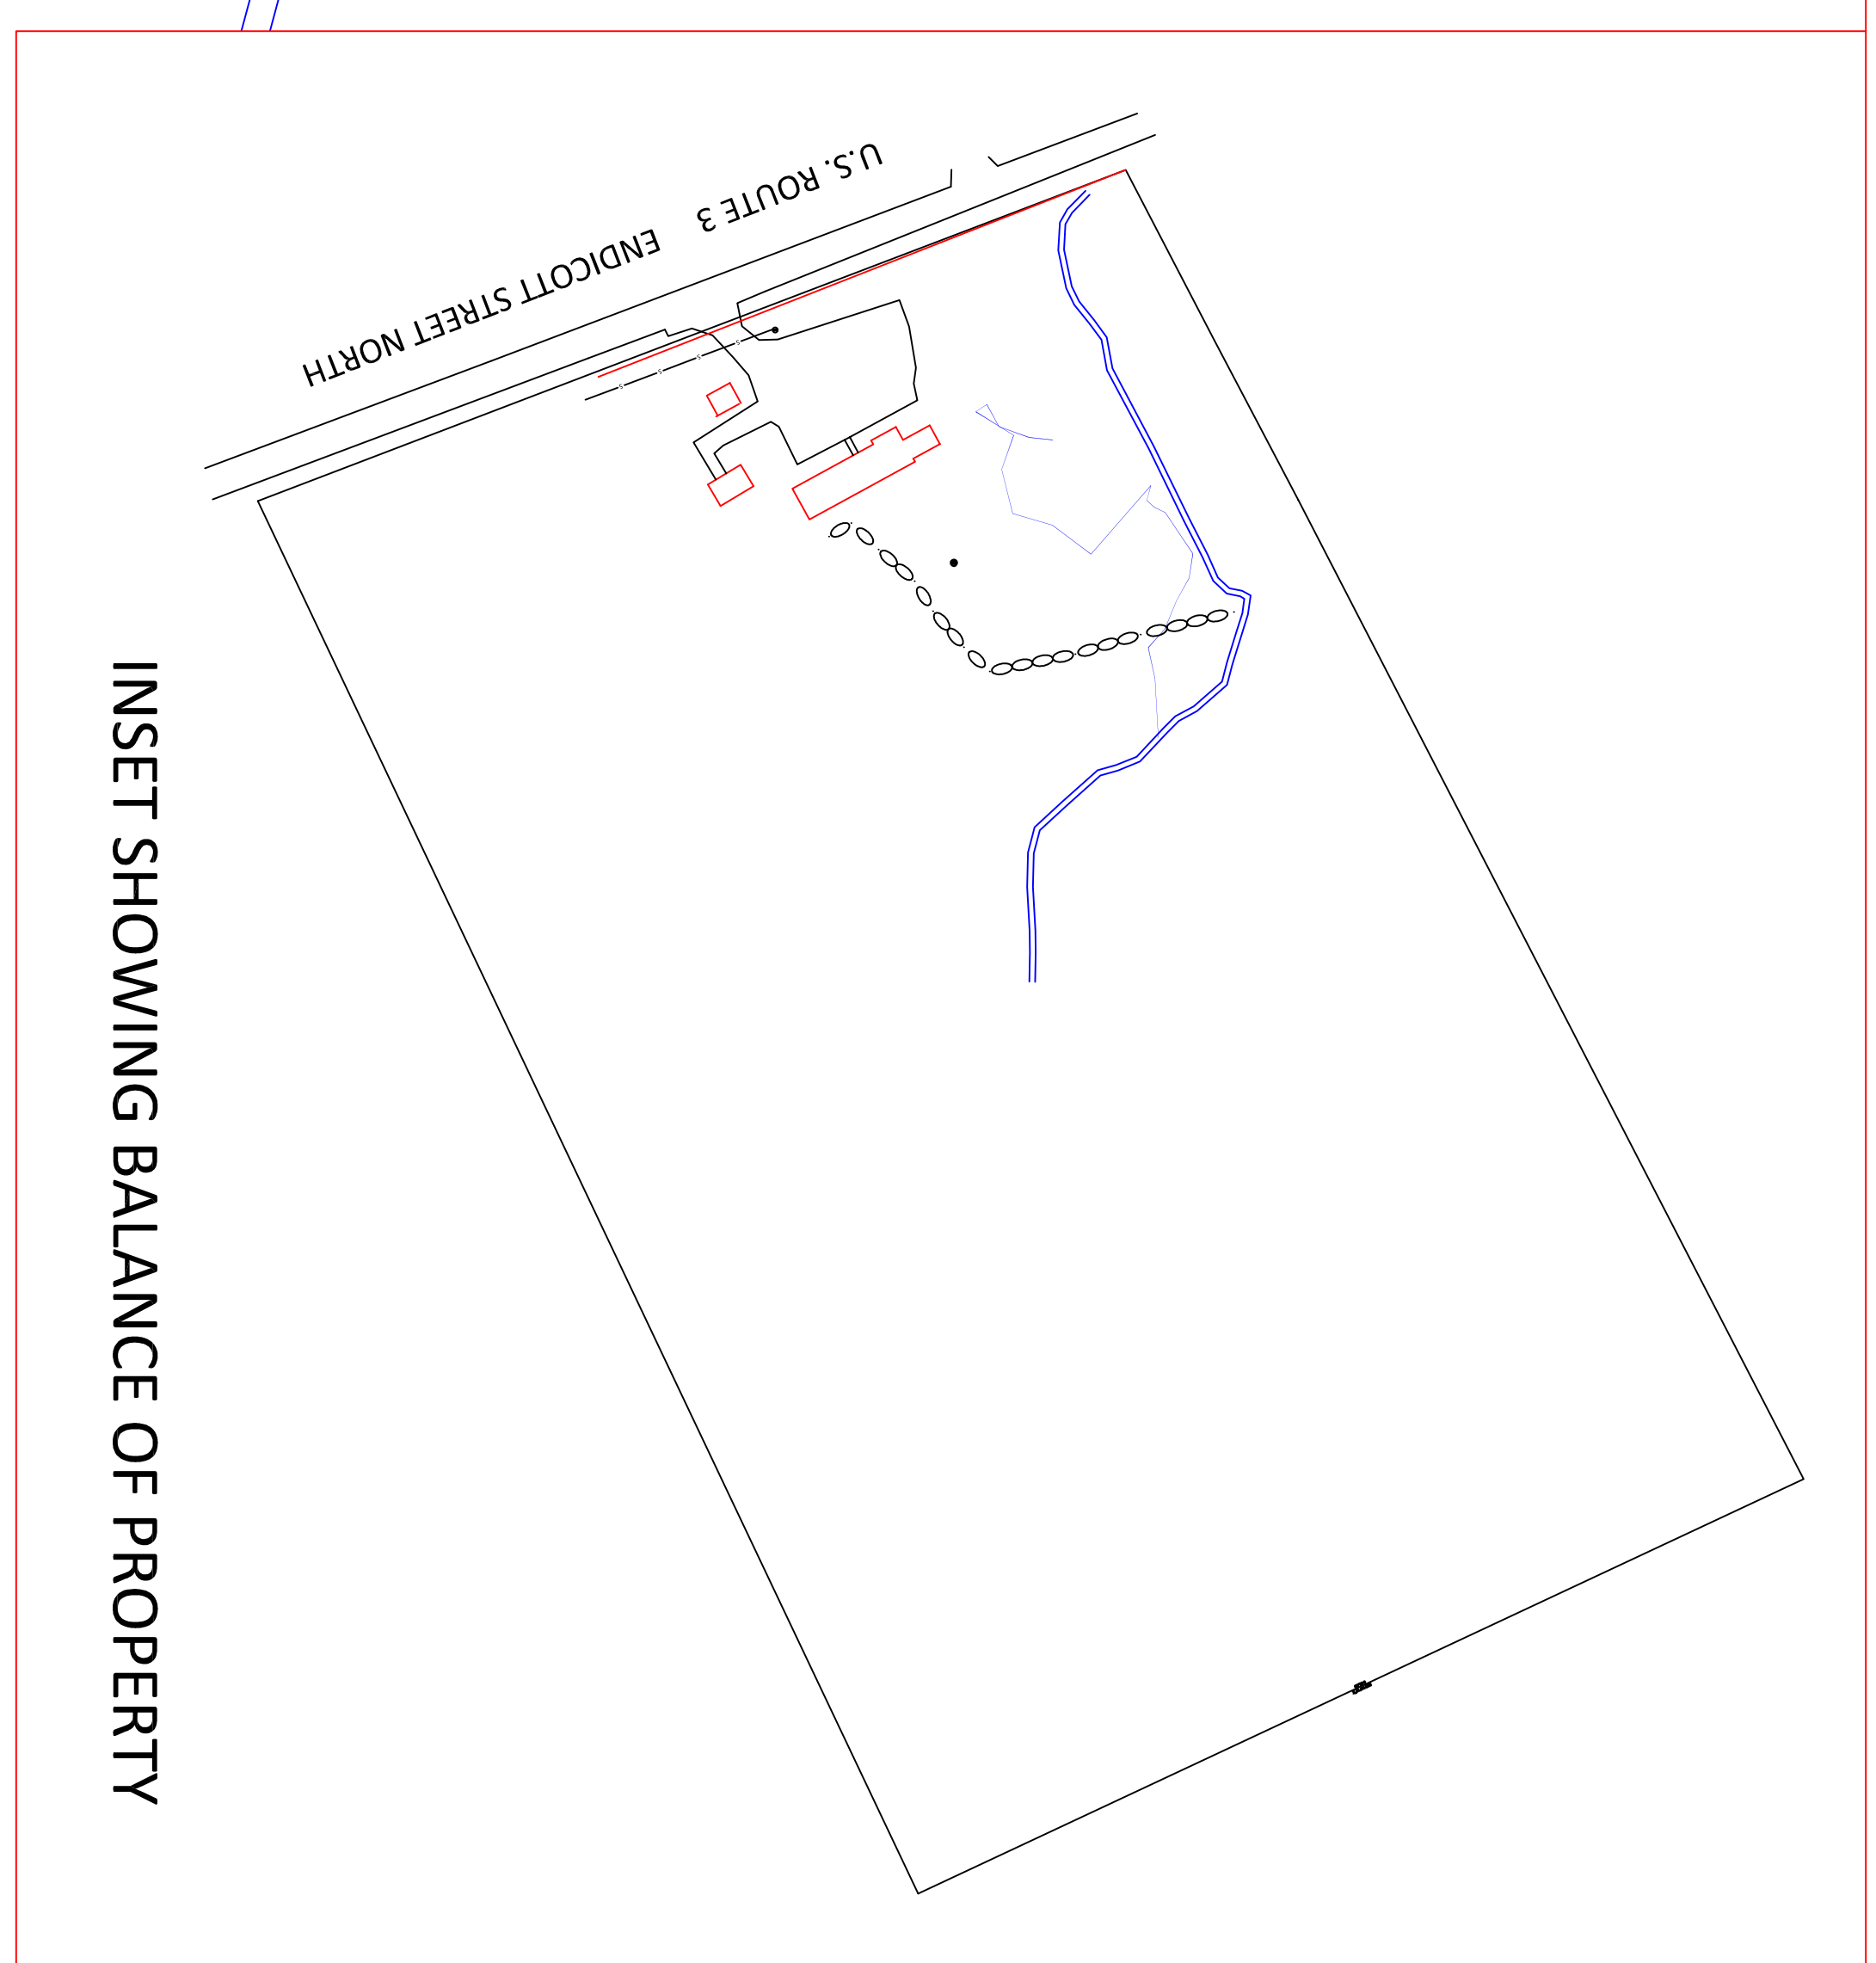 U.S. ROUTE 3 ENDICOTT STREET NORTH
S S S S
INSET SHOWING BALANCE OF PROPERTY